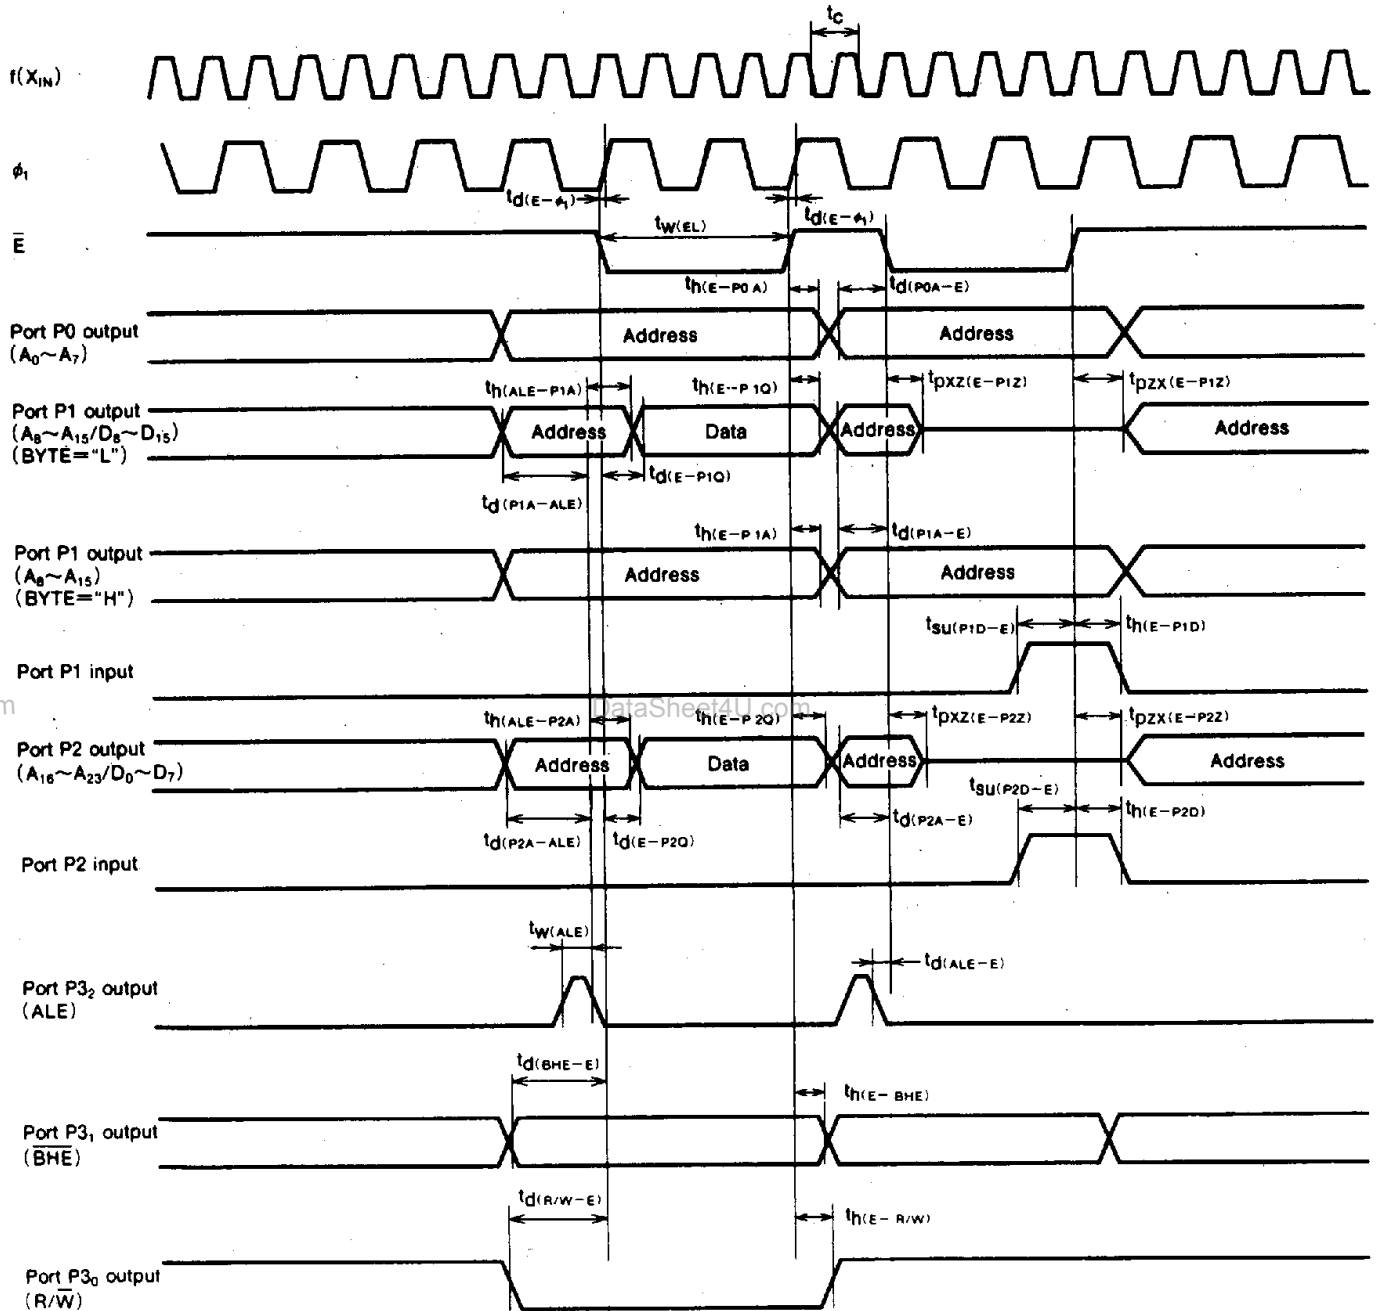 tc
f(XIN)
φ1
td(E-φ1)
td(E-φ1)
tw(EL)
E̅
th(E-P0A)
td(P0A-E)
Port P0 output
(A0~A7)
Address
Address
th(ALE-P1A)
th(E-P1Q)
tpxz(E-P1Z)
tpzx(E-P1Z)
Port P1 output
(A8~A15/D8~D15)
(BYTE="L")
Address
Data
Address
Address
td(P1A-ALE)
td(E-P1Q)
th(E-P1A)
td(P1A-E)
Port P1 output
(A8~A15)
(BYTE="H")
Address
Address
tsu(P1D-E)
th(E-P1D)
Port P1 input
m
DataSheet4U.com
th(ALE-P2A)
th(E-P2Q)
tpxz(E-P2Z)
tpzx(E-P2Z)
Port P2 output
(A16~A23/D0~D7)
Address
Data
Address
Address
tsu(P2D-E)
th(E-P2D)
td(P2A-ALE)
td(E-P2Q)
td(P2A-E)
Port P2 input
tw(ALE)
td(ALE-E)
Port P32 output
(ALE)
td(BHE-E)
th(E-BHE)
Port P31 output
(B̅H̅E̅)
td(R/W-E)
th(E-R/W)
Port P30 output
(R/W̅)